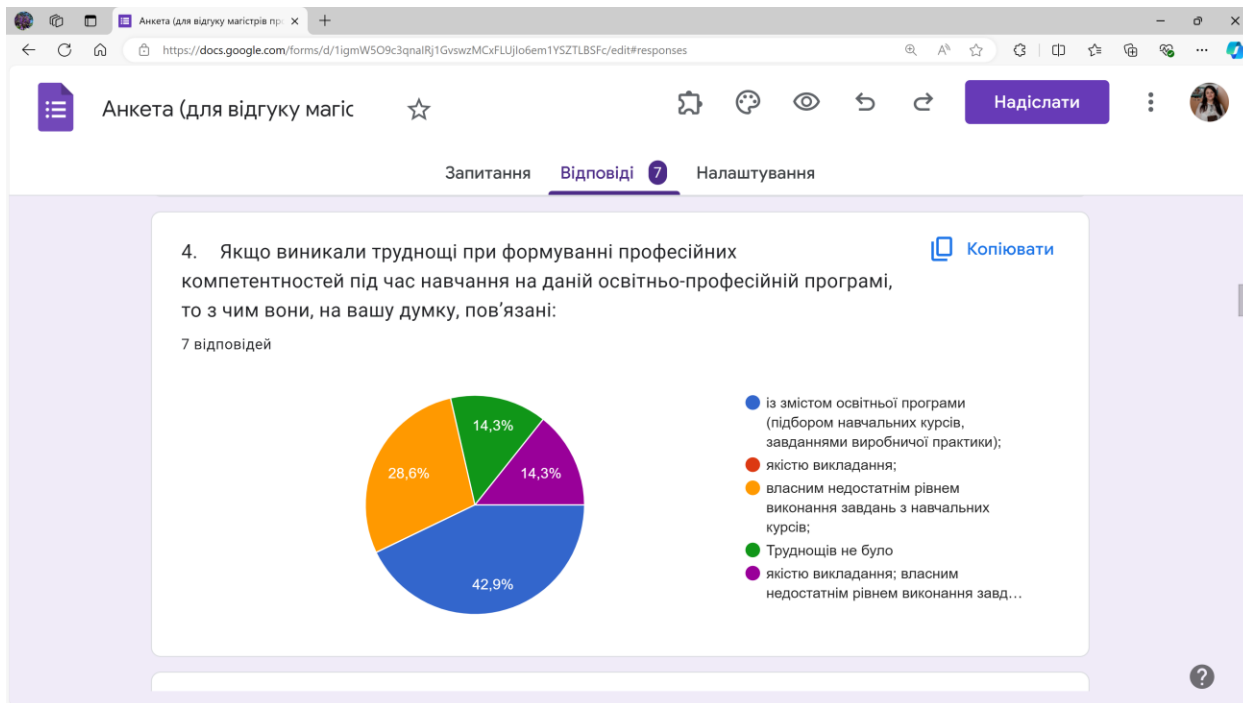 Анкета (для відгуку магістрів пр
https://docs.google.com/forms/d/1igmW5O9c3qnaIRj1GvswzMCxFLUjIo6em1YSZTLBSFc/edit#responses
Анкета (для відгуку магіс
Надіслати
Запитання Відповіді 7 Налаштування
4. Якщо виникали труднощі при формуванні професійних
компетентностей під час навчання на даній освітньо-професійній програмі,
то з чим вони, на вашу думку, пов’язані:
Копіювати
7 відповідей
14,3%
28,6%
14,3%
42,9%
із змістом освітньої програми
(підбором навчальних курсів,
завданнями виробничої практики);
якістю викладання;
власним недостатнім рівнем
виконання завдань з навчальних
курсів;
Труднощів не було
якістю викладання; власним
недостатнім рівнем виконання завд…